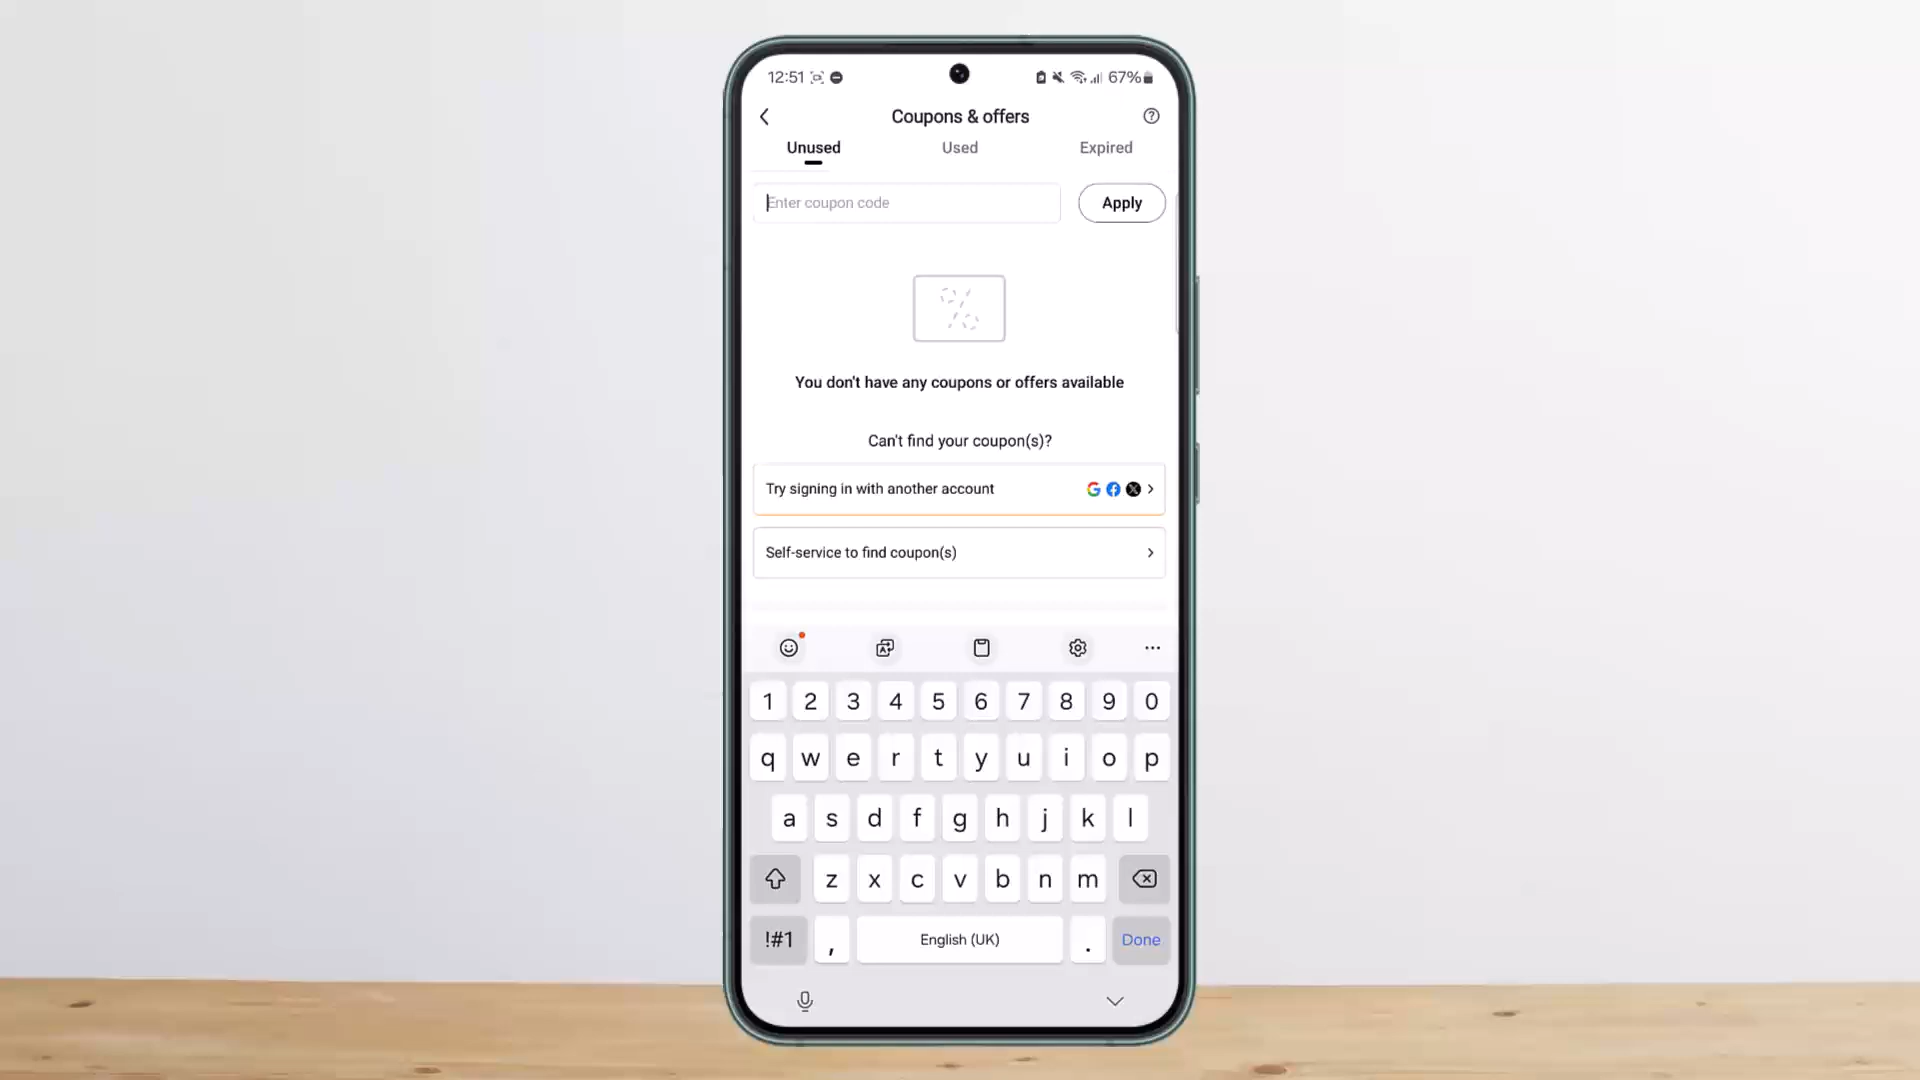 12:51 67%
Coupons & offers
Unused Used Expired
Enter coupon code Apply
You don't have any coupons or offers available
Can't find your coupon(s)?
Try signing in with another account
Self-service to find coupon(s)
1 2 3 4 5 6 7 8 9 0
q w e r t y u i o p
a s d f g h j k l
z x c v b n m
!#1 , English (UK) . Done